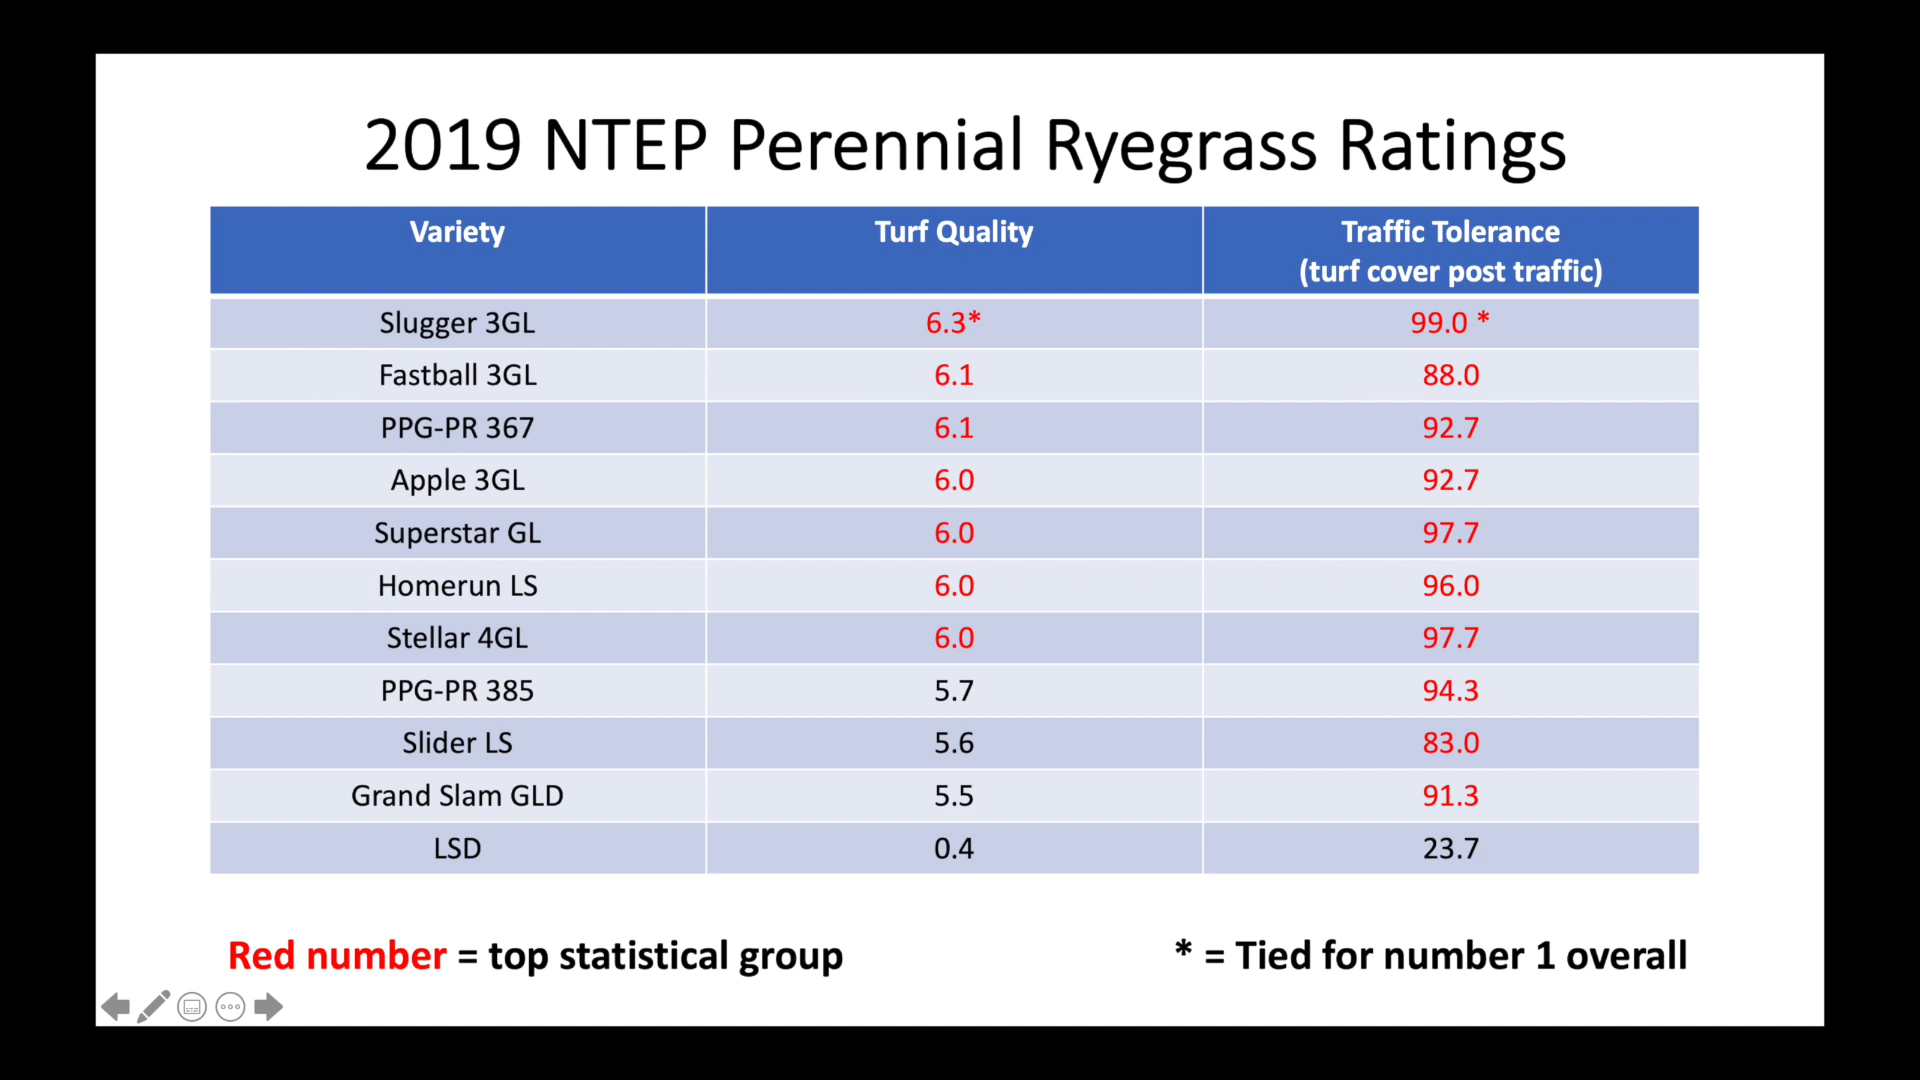 2019 NTEP Perennial Ryegrass Ratings
Variety Turf Quality Traffic Tolerance
(turf cover post traffic)
Slugger 3GL 6.3* 99.0 *
Fastball 3GL 6.1 88.0
PPG-PR 367 6.1 92.7
Apple 3GL 6.0 92.7
Superstar GL 6.0 97.7
Homerun LS 6.0 96.0
Stellar 4GL 6.0 97.7
PPG-PR 385 5.7 94.3
Slider LS 5.6 83.0
Grand Slam GLD 5.5 91.3
LSD 0.4 23.7
Red number = top statistical group * = Tied for number 1 overall